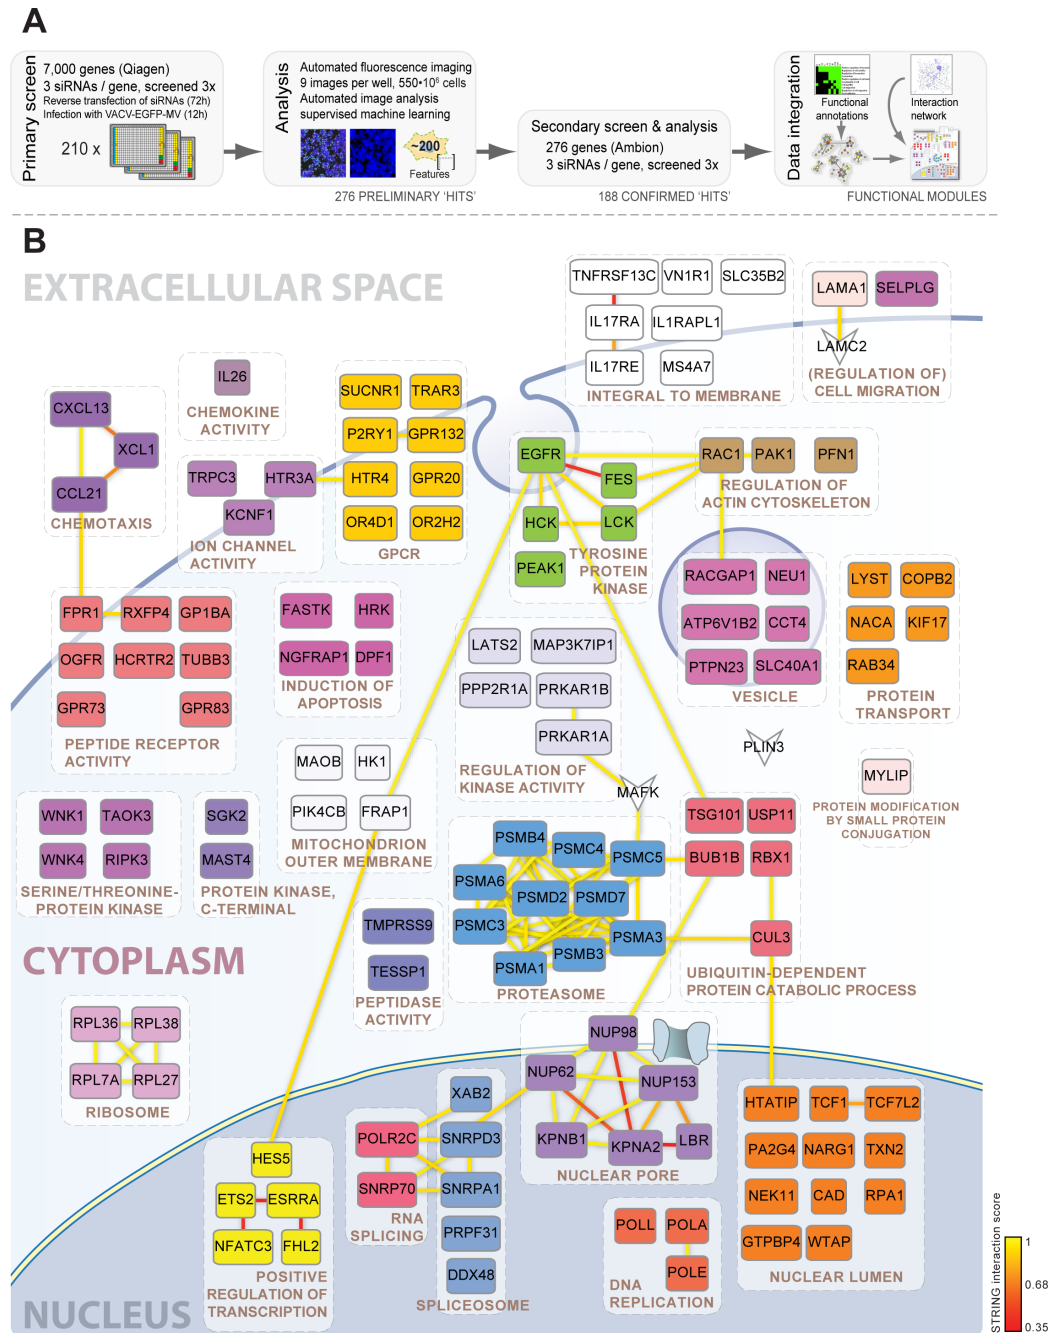 A
Primary screen
7,000 genes (Qiagen)
3 siRNAs / gene, screened 3x
Reverse transfection of siRNAs (72h)
Infection with VACV-EGFP-MV (12h)
210 x
Analysis
Automated fluorescence imaging
9 images per well, 550•10⁶ cells
Automated image analysis
supervised machine learning
~200
Features
276 PRELIMINARY ‘HITS’
Secondary screen & analysis
276 genes (Ambion)
3 siRNAs / gene, screened 3x
188 CONFIRMED ‘HITS’
Data integration
Functional
annotations
Interaction
network
FUNCTIONAL MODULES
B
EXTRACELLULAR SPACE
TNFRSF13C VN1R1 SLC35B2
IL17RA IL1RAPL1
IL17RE MS4A7
INTEGRAL TO MEMBRANE
LAMA1 SELPLG
LAMC2
(REGULATION OF)
CELL MIGRATION
IL26
CHEMOKINE
ACTIVITY
CXCL13
XCL1
CCL21
CHEMOTAXIS
TRPC3 HTR3A
KCNF1
ION CHANNEL
ACTIVITY
SUCNR1 TRAR3
P2RY1 GPR132
HTR4 GPR20
OR4D1 OR2H2
GPCR
EGFR
FES
HCK LCK
PEAK1
TYROSINE
PROTEIN
KINASE
RAC1 PAK1 PFN1
REGULATION OF
ACTIN CYTOSKELETON
RACGAP1 NEU1
ATP6V1B2 CCT4
PTPN23 SLC40A1
VESICLE
LYST COPB2
NACA KIF17
RAB34
PROTEIN
TRANSPORT
FPR1 RXFP4 GP1BA
OGFR HCRTR2 TUBB3
GPR73 GPR83
PEPTIDE RECEPTOR
ACTIVITY
FASTK HRK
NGFRAP1 DPF1
INDUCTION OF
APOPTOSIS
LATS2 MAP3K7IP1
PPP2R1A PRKAR1B
PRKAR1A
REGULATION OF
KINASE ACTIVITY
MAFK
PLIN3
MYLIP
PROTEIN MODIFICATION
BY SMALL PROTEIN
CONJUGATION
MAOB HK1
PIK4CB FRAP1
MITOCHONDRION
OUTER MEMBRANE
WNK1 TAOK3
WNK4 RIPK3
SERINE/THREONINE-
PROTEIN KINASE
SGK2
MAST4
PROTEIN KINASE,
C-TERMINAL
PSMB4
PSMC4
PSMC5
PSMA6
PSMD2 PSMD7
PSMC3
PSMA3
PSMB3
PSMA1
PROTEASOME
TSG101 USP11
BUB1B RBX1
CUL3
UBIQUITIN-DEPENDENT
PROTEIN CATABOLIC PROCESS
TMPRSS9
TESSP1
PEPTIDASE
ACTIVITY
CYTOPLASM
RPL36 RPL38
RPL7A RPL27
RIBOSOME
NUP98
NUP62
NUP153
KPNB1 KPNA2 LBR
NUCLEAR PORE
XAB2
SNRPD3
SNRPA1
PRPF31
DDX48
SPLICEOSOME
POLR2C
SNRP70
RNA
SPLICING
HES5
ETS2 ESRRA
NFATC3 FHL2
POSITIVE
REGULATION OF
TRANSCRIPTION
POLL POLA
POLE
DNA
REPLICATION
HTATIP TCF1 TCF7L2
PA2G4 NARG1 TXN2
NEK11 CAD RPA1
GTPBP4 WTAP
NUCLEAR LUMEN
NUCLEUS
STRING interaction score
1
0.68
0.35